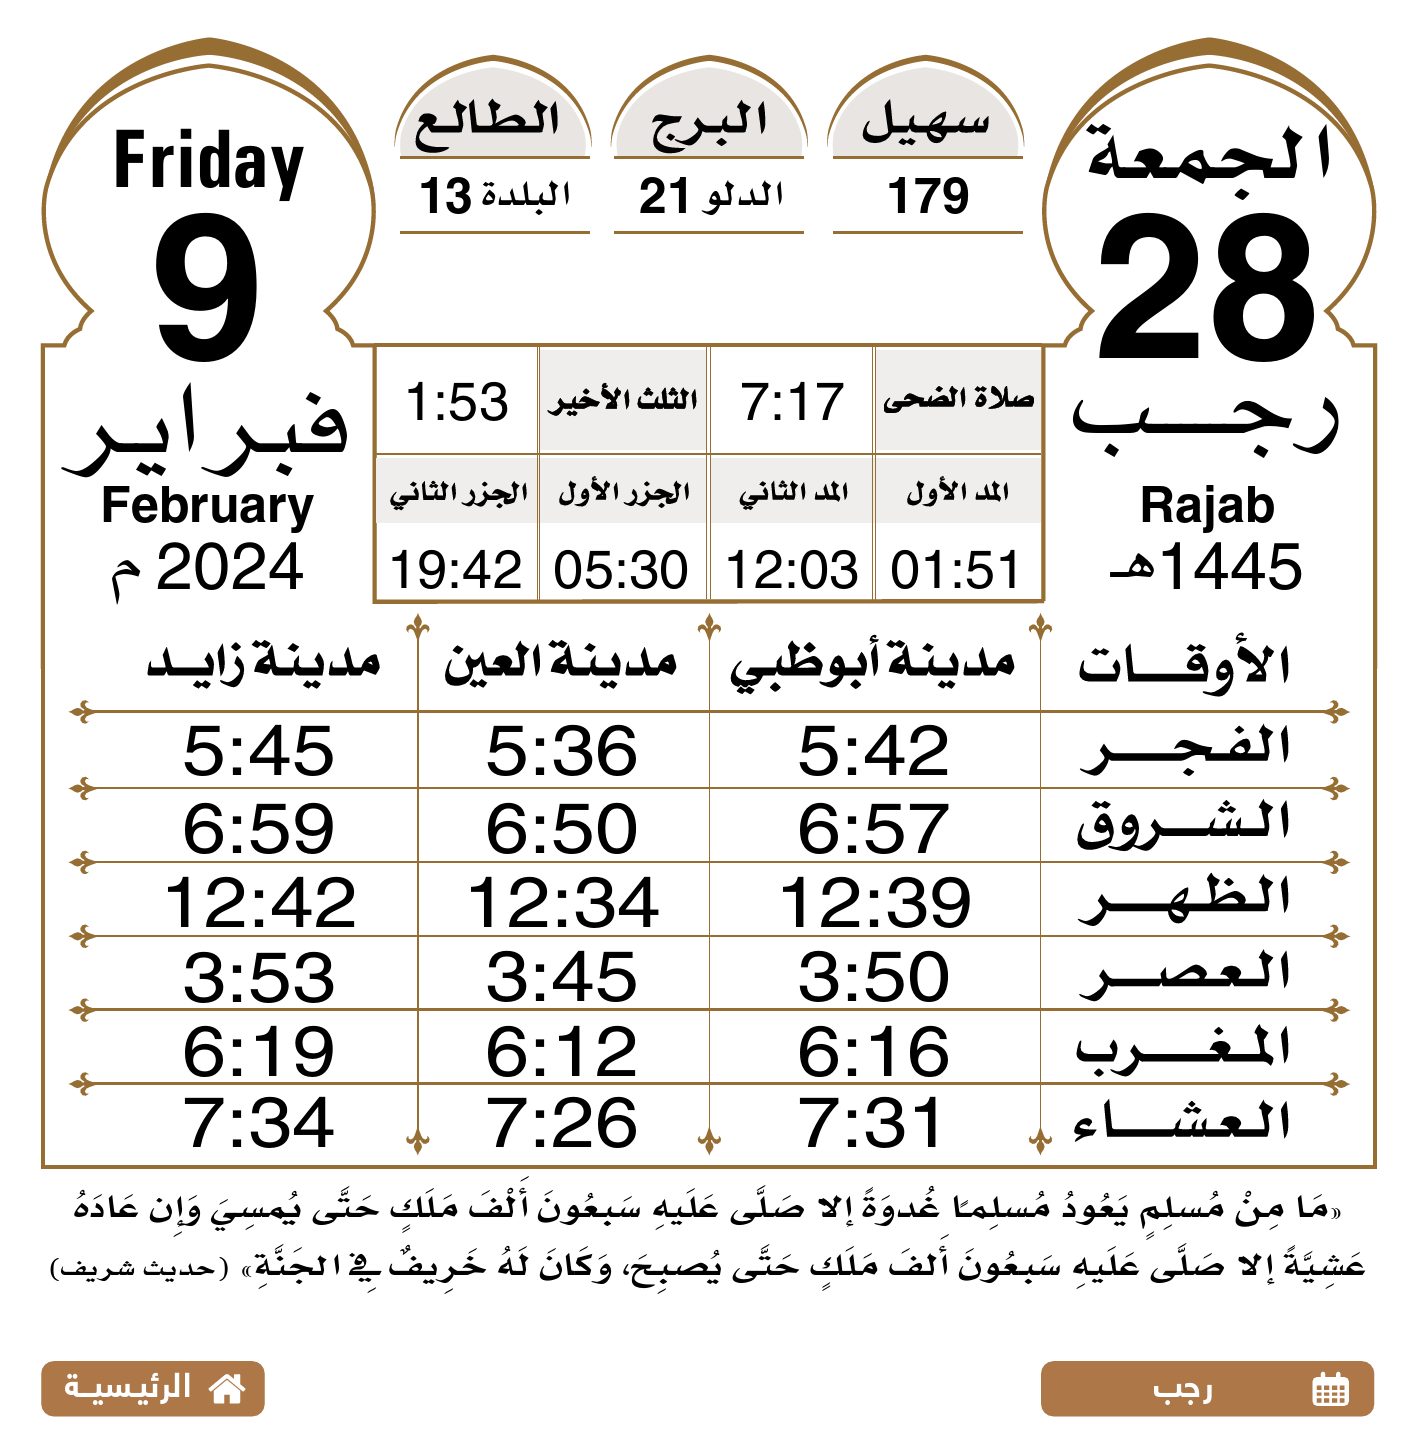 الجمعة
28
رجب
Rajab
1445هـ
سهيل
179
البرج
الدلو 21
الطالع
البلدة 13
Friday
9
فبراير
February
2024 م
صلاة الضحى 7:17 الثلث الأخير 1:53
المد الأول المد الثاني الجزر الأول الجزر الثاني
01:51 12:03 05:30 19:42
الأوقات مدينة أبوظبي مدينة العين مدينة زايد
الفجر 5:42 5:36 5:45
الشروق 6:57 6:50 6:59
الظهر 12:39 12:34 12:42
العصر 3:50 3:45 3:53
المغرب 6:16 6:12 6:19
العشاء 7:31 7:26 7:34
«مَا مِنْ مُسلِمٍ يَعُودُ مُسلِمـًا غُدوَةً إلا صَلَّى عَلَيهِ سَبعُونَ أَلْفَ مَلَكٍ حَتَّى يُمسِيَ وَإِن عَادَهُ
عَشِيَّةً إلا صَلَّى عَلَيهِ سَبعُونَ أَلفَ مَلَكٍ حَتَّى يُصبِحَ، وَكَانَ لَهُ خَرِيفٌ فِي الجَنَّةِ» (حديث شريف)
رجب
الرئيسية